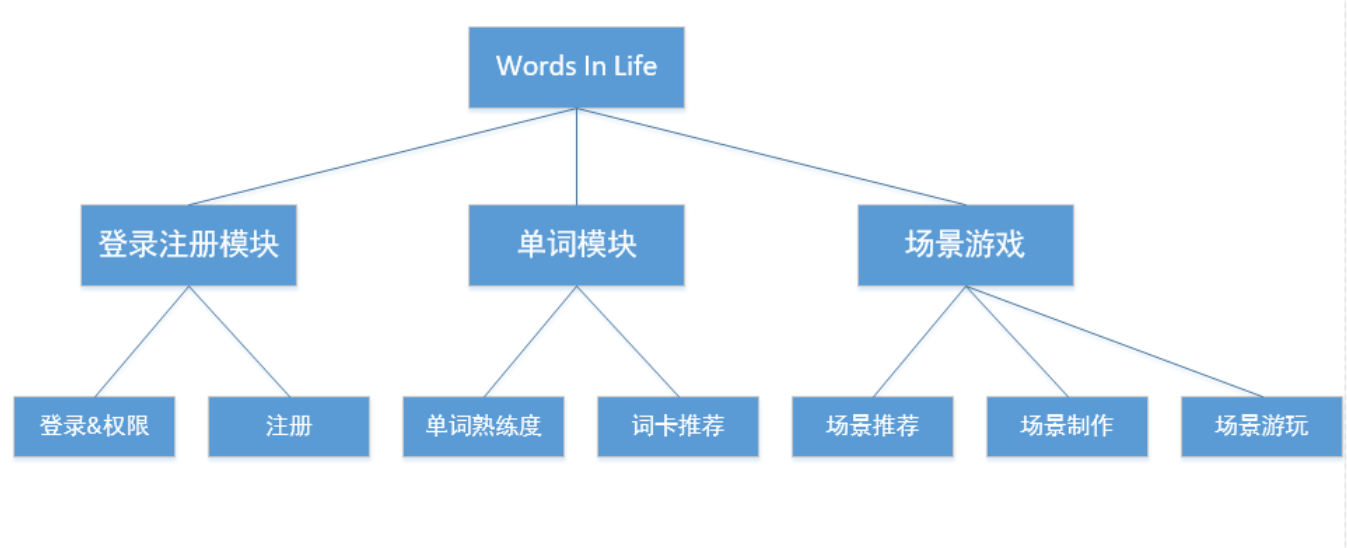 Words In Life
登录注册模块
单词模块
场景游戏
登录&权限
注册
单词熟练度
词卡推荐
场景推荐
场景制作
场景游玩